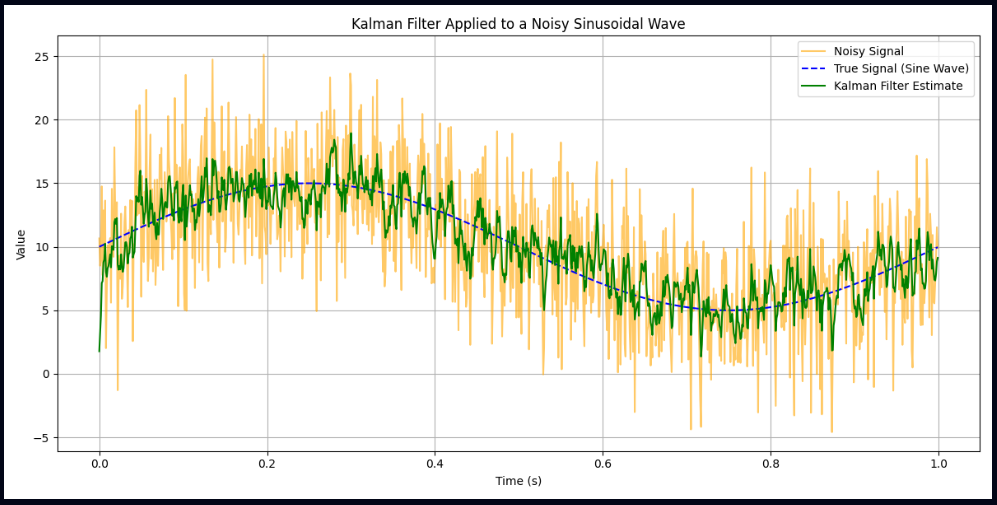 Kalman Filter Applied to a Noisy Sinusoidal Wave
Noisy Signal
True Signal (Sine Wave)
Kalman Filter Estimate
25
20
15
10
5
0
−5
Value
0.0 0.2 0.4 0.6 0.8 1.0
Time (s)